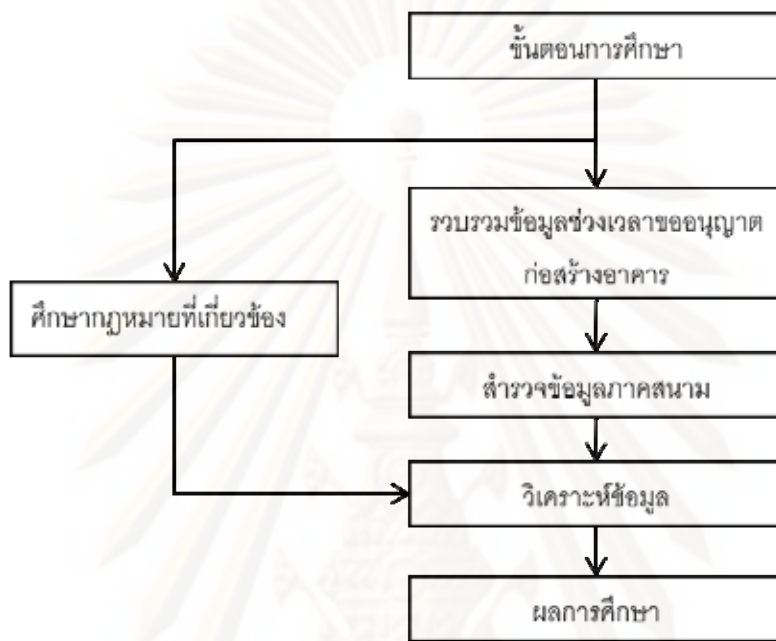 ขั้นตอนการศึกษา
รวบรวมข้อมูลช่วงเวลาขออนุญาต
ก่อสร้างอาคาร
ศึกษากฎหมายที่เกี่ยวข้อง
สำรวจข้อมูลภาคสนาม
วิเคราะห์ข้อมูล
ผลการศึกษา